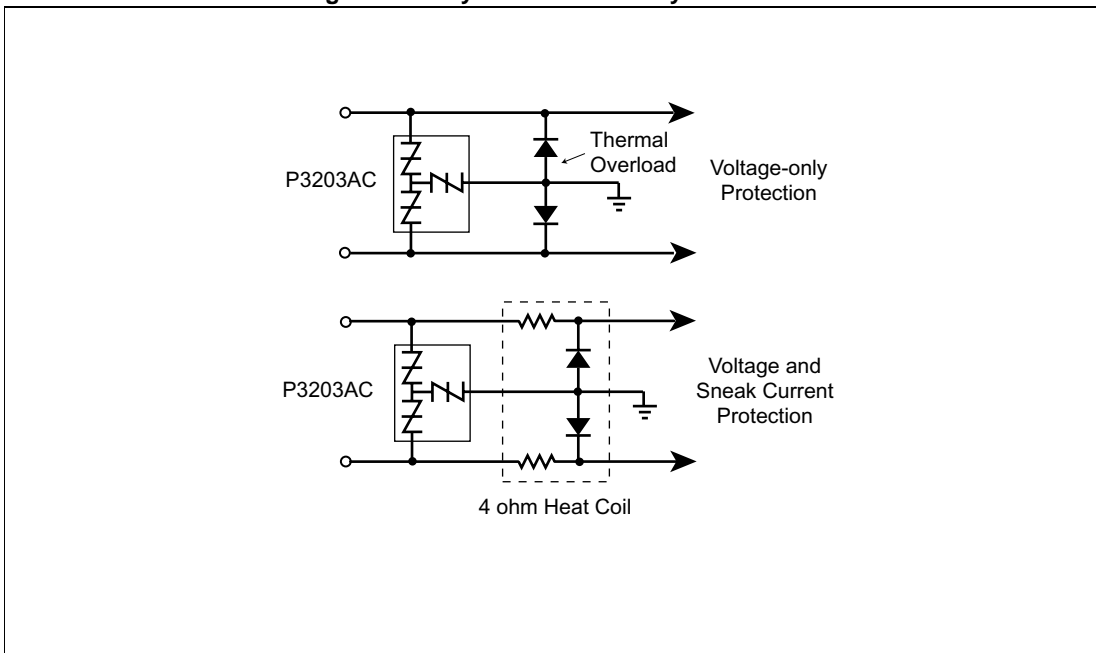 P3203AC
Thermal
Overload
Voltage-only
Protection
P3203AC
Voltage and
Sneak Current
Protection
4 ohm Heat Coil